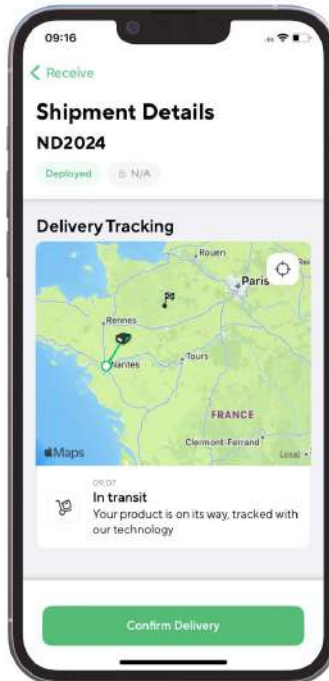 09:16
Receive
Shipment Details
ND2024
Deployed
N/A
Delivery Tracking
Rouen
Paris
Rennes
Nantes
Tours
FRANCE
Clermont-Ferrand
Maps
09:07
In transit
Your product is on its way, tracked with
our technology
Confirm Delivery